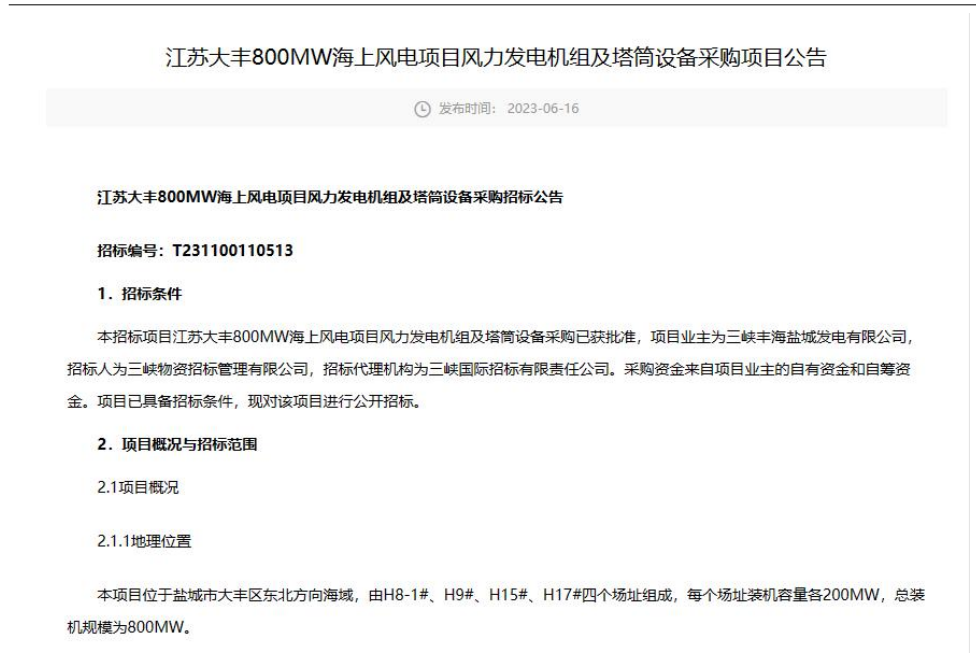 江苏大丰800MW海上风电项目风力发电机组及塔筒设备采购项目公告
发布时间： 2023-06-16
江苏大丰800MW海上风电项目风力发电机组及塔筒设备采购招标公告
招标编号：T231100110513
1．招标条件
本招标项目江苏大丰800MW海上风电项目风力发电机组及塔筒设备采购已获批准，项目业主为三峡丰海盐城发电有限公司，
招标人为三峡物资招标管理有限公司，招标代理机构为三峡国际招标有限责任公司。采购资金来自项目业主的自有资金和自筹资
金。项目已具备招标条件，现对该项目进行公开招标。
2．项目概况与招标范围
2.1项目概况
2.1.1地理位置
本项目位于盐城市大丰区东北方向海域，由H8-1#、H9#、H15#、H17#四个场址组成，每个场址装机容量各200MW，总装
机规模为800MW。